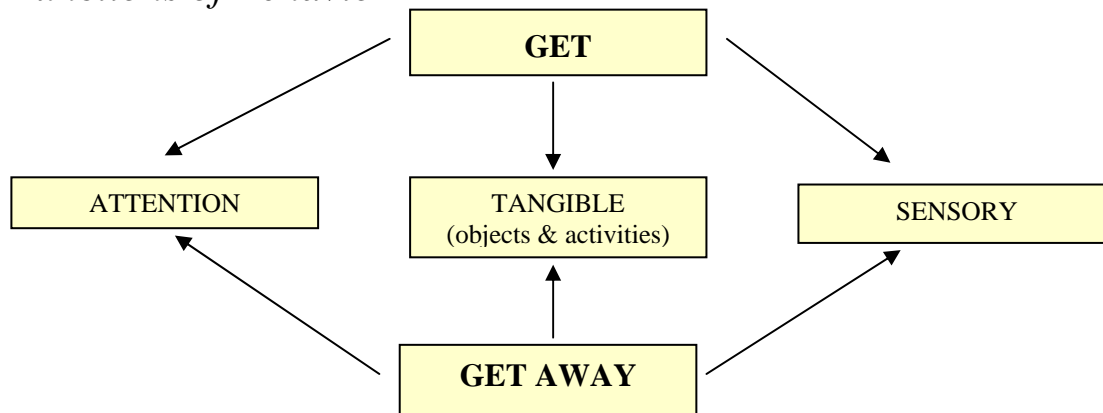 GET
ATTENTION
TANGIBLE
(objects & activities)
SENSORY
GET AWAY